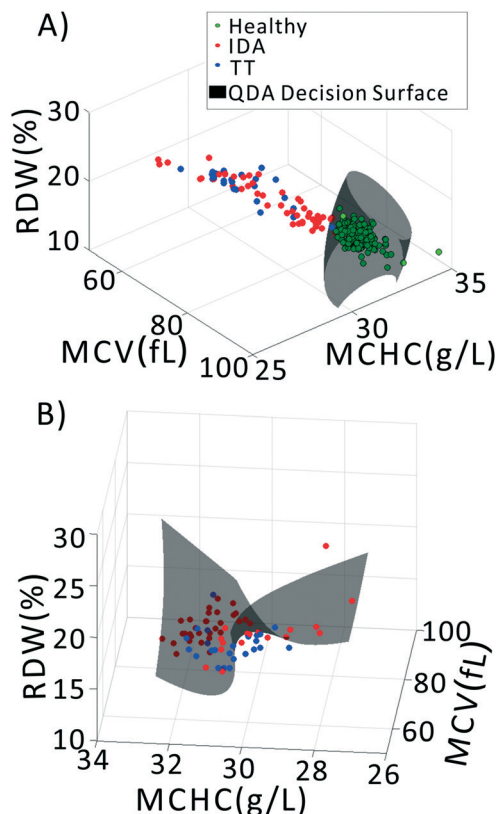 A)
Healthy
IDA
TT
QDA Decision Surface
RDW(%)
30
20
10
60
80
100
MCV(fL)
25
30
35
MCHC(g/L)
B)
RDW(%)
30
25
20
15
10
34
32
30
28
26
MCHC(g/L)
100
80
60
MCV(fL)